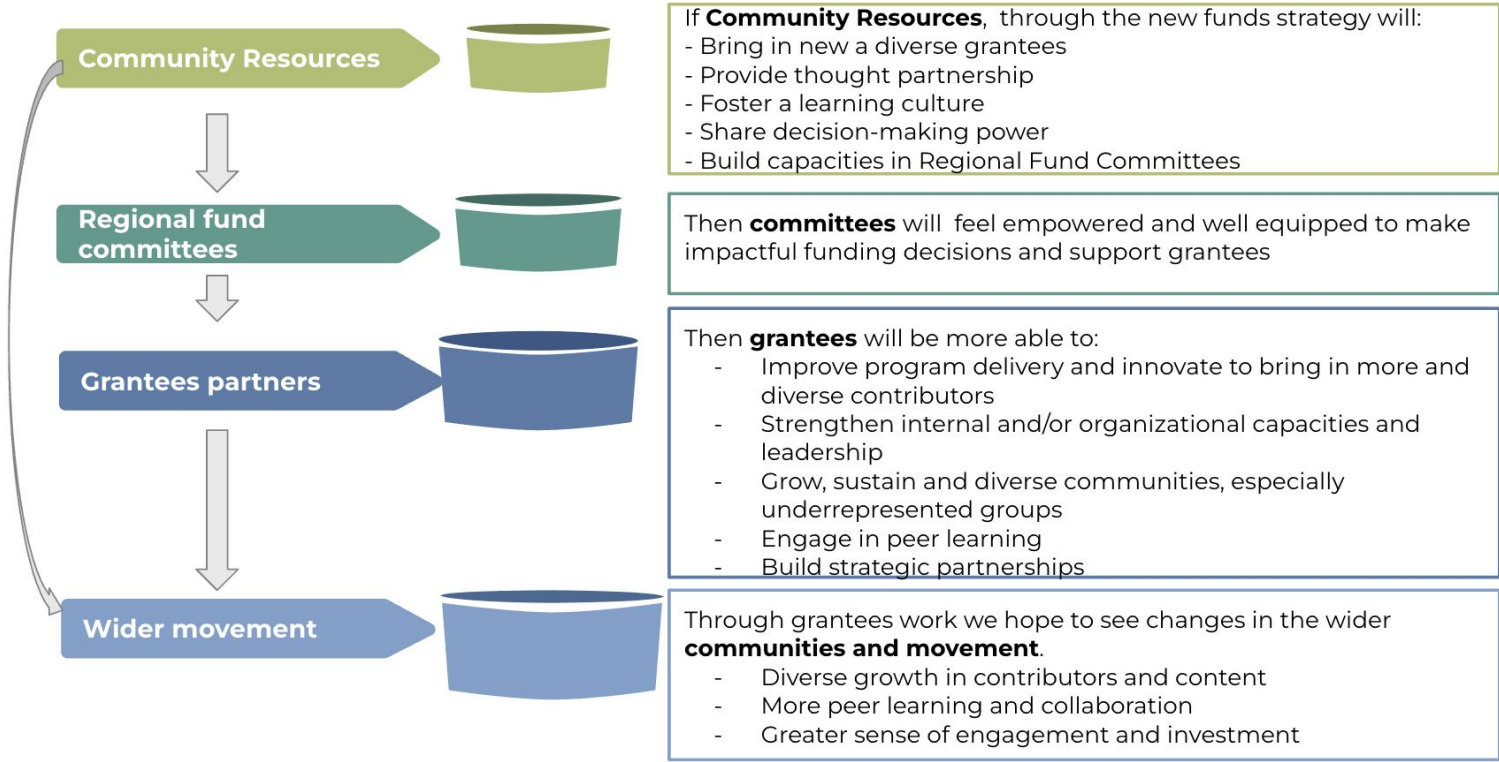 Community Resources
If Community Resources,  through the new funds strategy will:
- Bring in new a diverse grantees
- Provide thought partnership
- Foster a learning culture
- Share decision-making power
- Build capacities in Regional Fund Committees
Regional fund
committees
Then committees will  feel empowered and well equipped to make
impactful funding decisions and support grantees
Grantees partners
Then grantees will be more able to:
- Improve program delivery and innovate to bring in more and
diverse contributors
- Strengthen internal and/or organizational capacities and
leadership
- Grow, sustain and diverse communities, especially
underrepresented groups
- Engage in peer learning
- Build strategic partnerships
Wider movement
Through grantees work we hope to see changes in the wider
communities and movement.
- Diverse growth in contributors and content
- More peer learning and collaboration
- Greater sense of engagement and investment